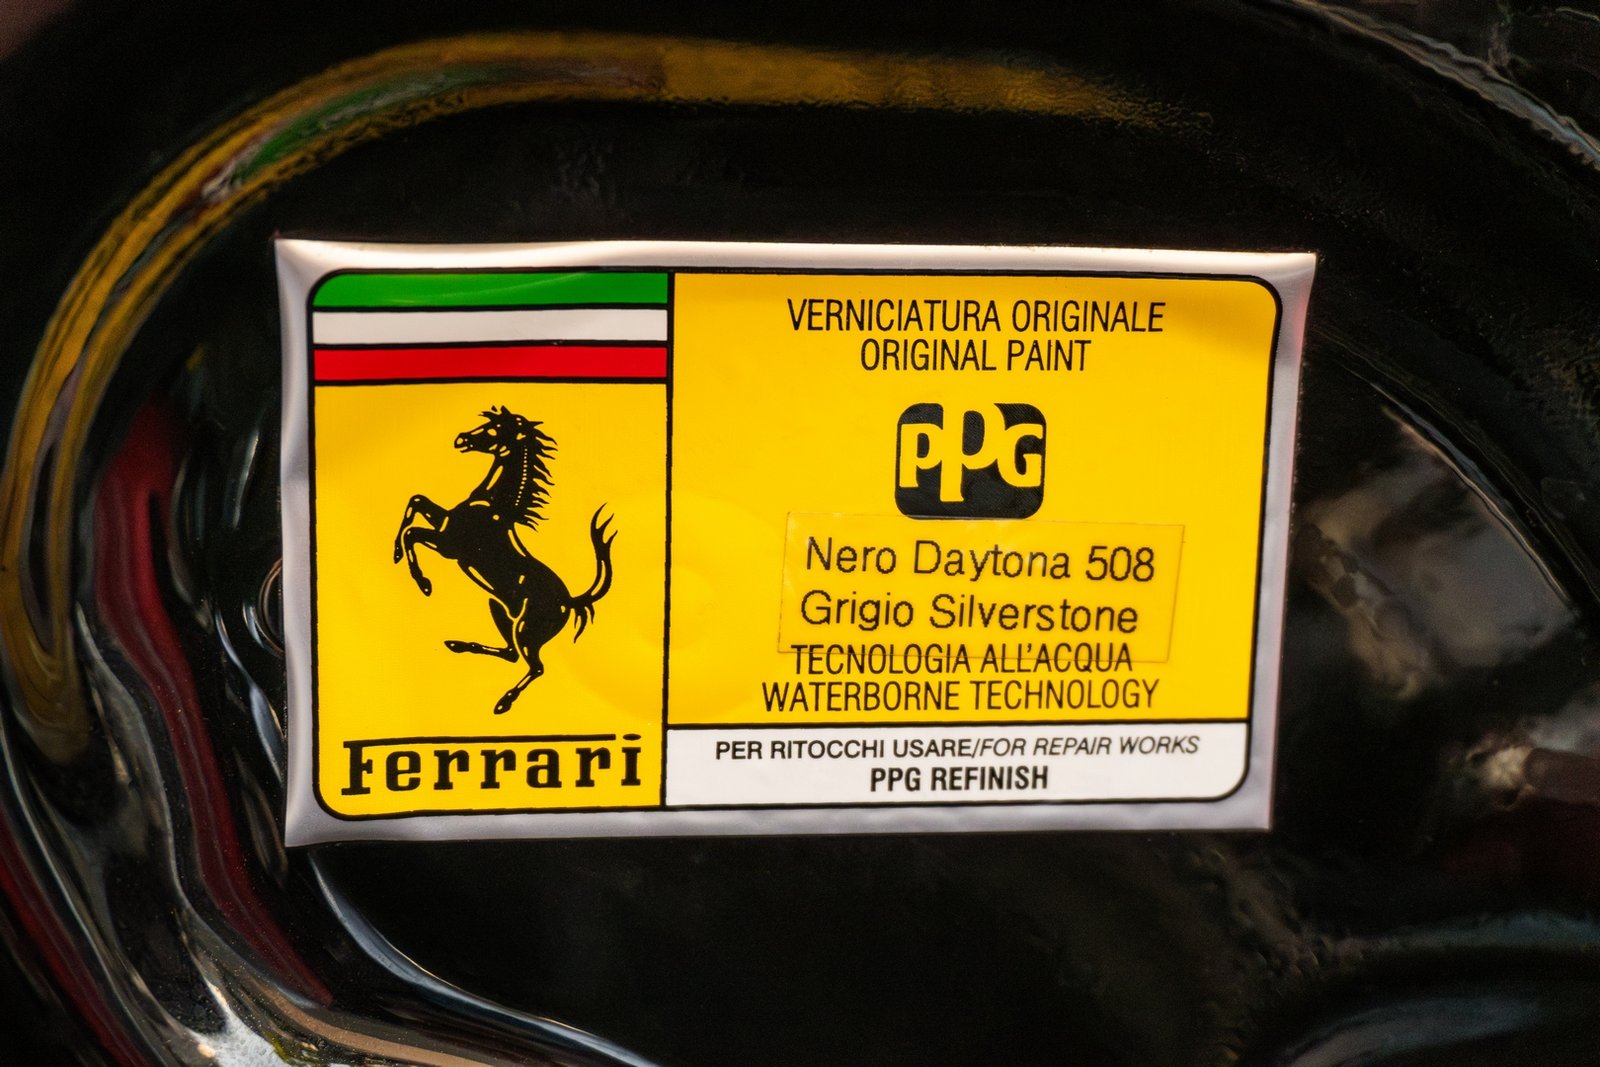 Ferrari
VERNICIATURA ORIGINALE
ORIGINAL PAINT
PPG
Nero Daytona 508
Grigio Silverstone
TECNOLOGIA ALL'ACQUA
WATERBORNE TECHNOLOGY
PER RITOCCHI USARE/FOR REPAIR WORKS
PPG REFINISH